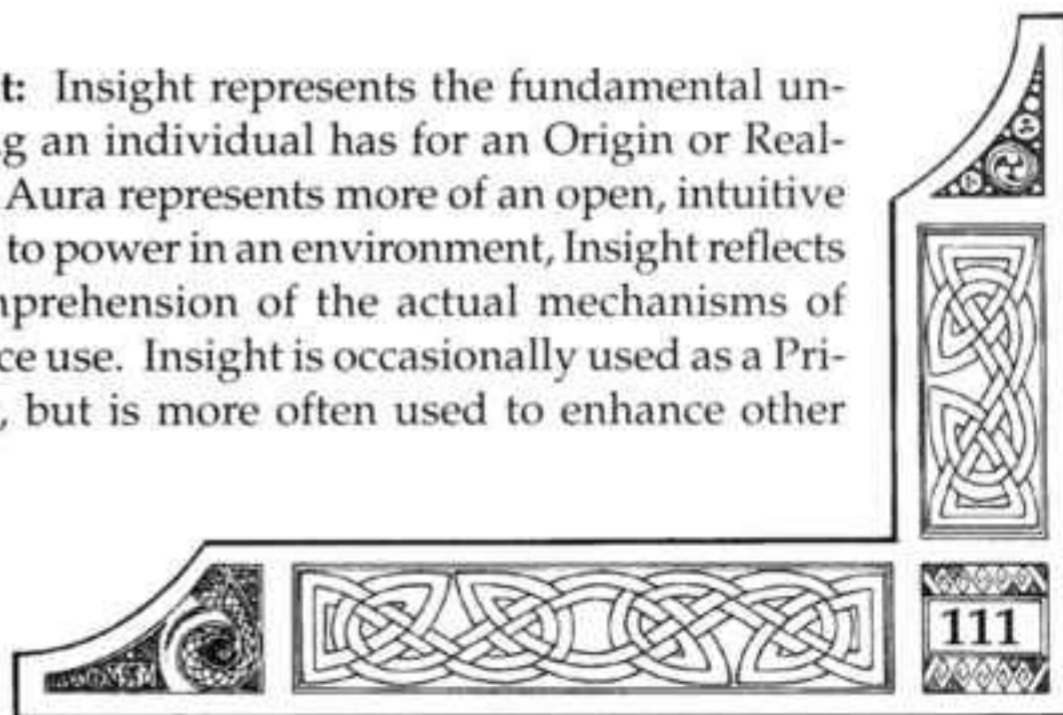 t: Insight represents the fundamental un-
g an individual has for an Origin or Real-
Aura represents more of an open, intuitive
to power in an environment, Insight reflects
mprehension of the actual mechanisms of
ce use. Insight is occasionally used as a Pri-
, but is more often used to enhance other
111